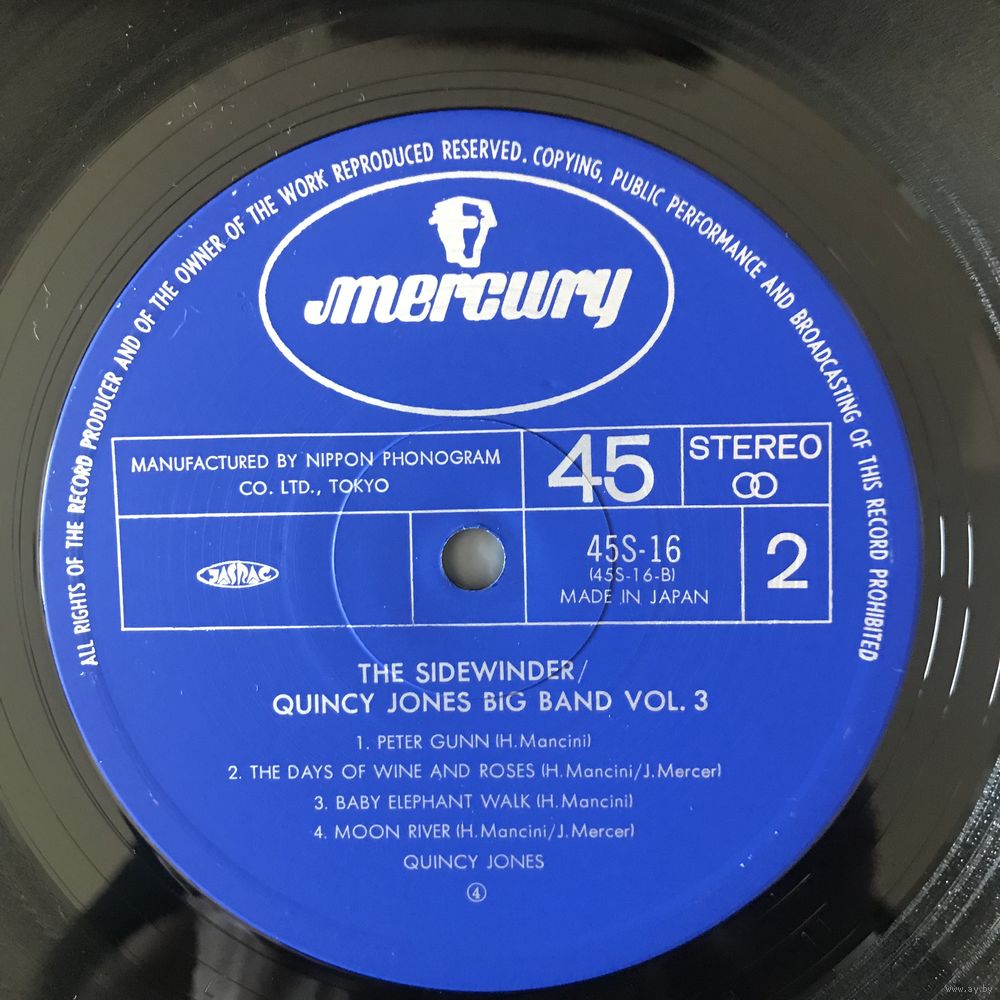 ALL RIGHTS OF THE RECORD PRODUCER AND OF THE OWNER OF THE WORK REPRODUCED RESERVED. COPYING, PUBLIC PERFORMANCE AND BROADCASTING OF THIS RECORD PROHIBITED
mercury
MANUFACTURED BY NIPPON PHONOGRAM
CO. LTD., TOKYO
45
STEREO
JASRAC
45S-16
(45S-16-B)
MADE IN JAPAN
2
THE SIDEWINDER/
QUINCY JONES BIG BAND VOL. 3
1. PETER GUNN (H.Mancini)
2. THE DAYS OF WINE AND ROSES (H.Mancini/J.Mercer)
3. BABY ELEPHANT WALK (H.Mancini)
4. MOON RIVER (H.Mancini/J.Mercer)
QUINCY JONES
④
www.ay.by